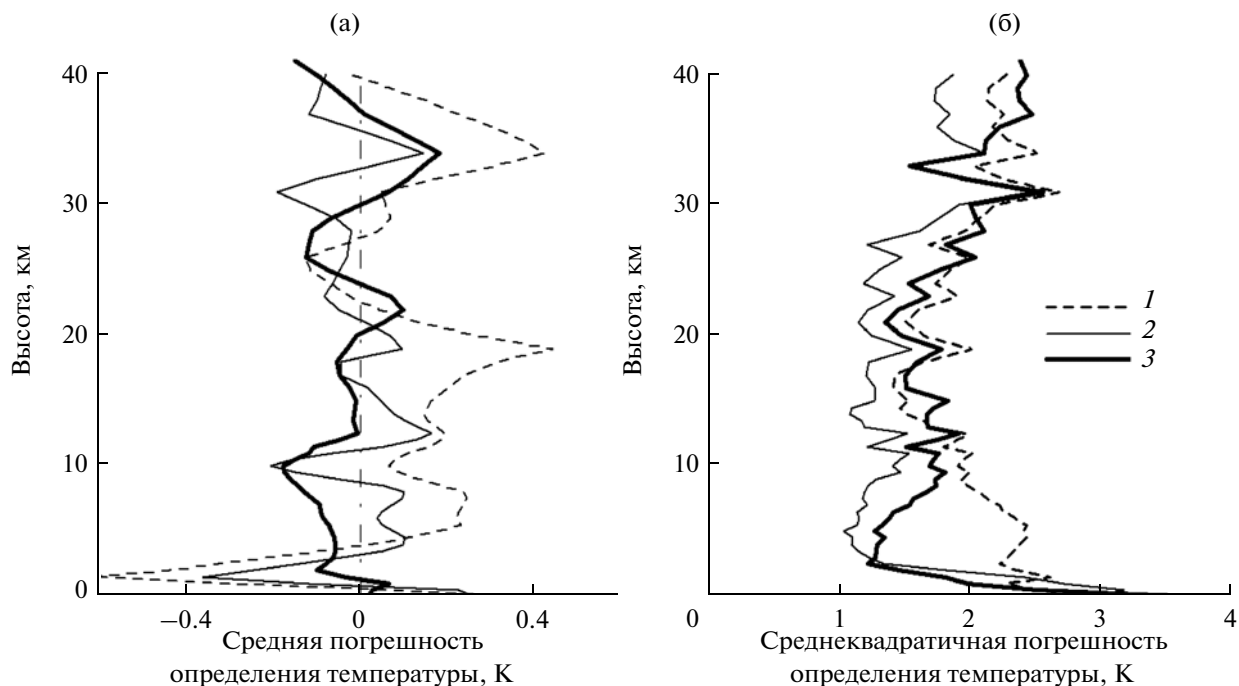 (а)
40
30
20
10
0
Высота, км
−0.4
0
0.4
Средняя погрешность
определения температуры, K
(б)
40
30
20
10
0
Высота, км
1
2
3
1
2
3
4
Среднеквадратичная погрешность
определения температуры, K